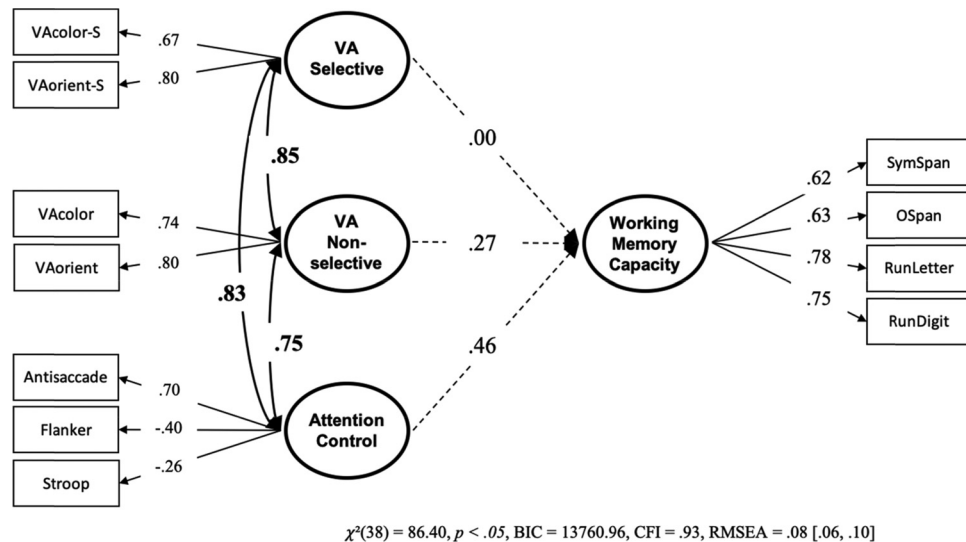 VAcolor-S
.67
VAorient-S
.80
VA
Selective
.00
.85
VAcolor
.74
VAorient
.80
VA
Non-
selective
.27
.83
.75
Antisaccade
.70
Flanker
-.40
Stroop
-.26
Attention
Control
.46
Working
Memory
Capacity
.62
SymSpan
.63
OSpan
.78
RunLetter
.75
RunDigit
χ²(38) = 86.40, p < .05, BIC = 13760.96, CFI = .93, RMSEA = .08 [.06, .10]